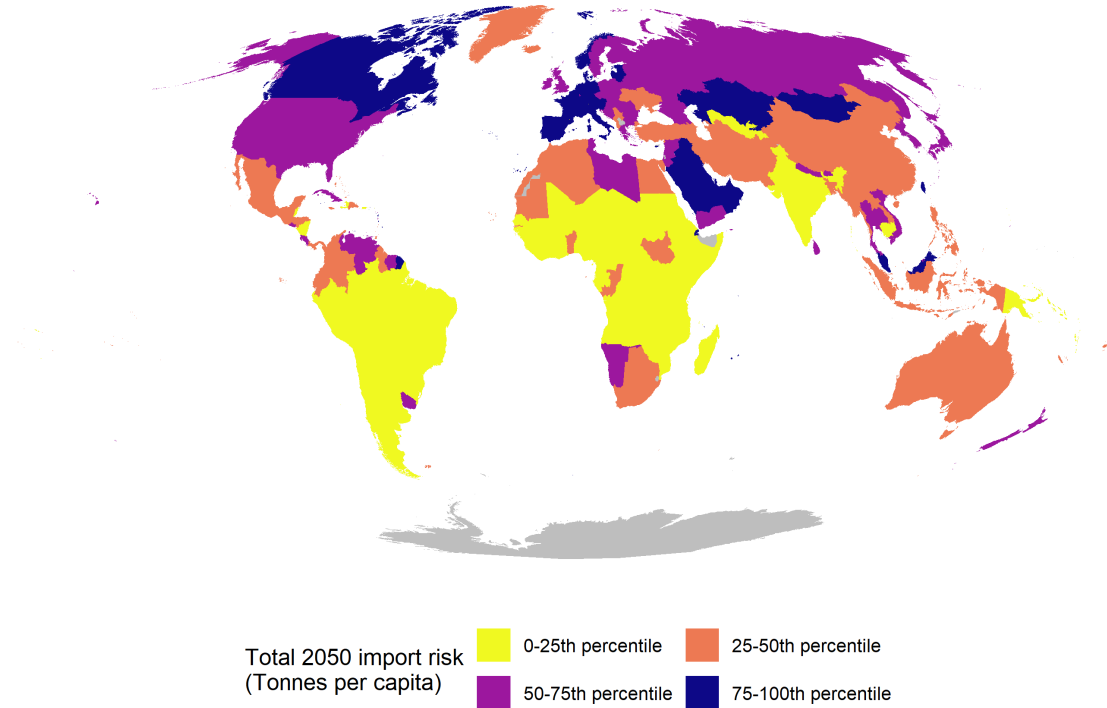 Total 2050 import risk
(Tonnes per capita)
0-25th percentile
25-50th percentile
50-75th percentile
75-100th percentile